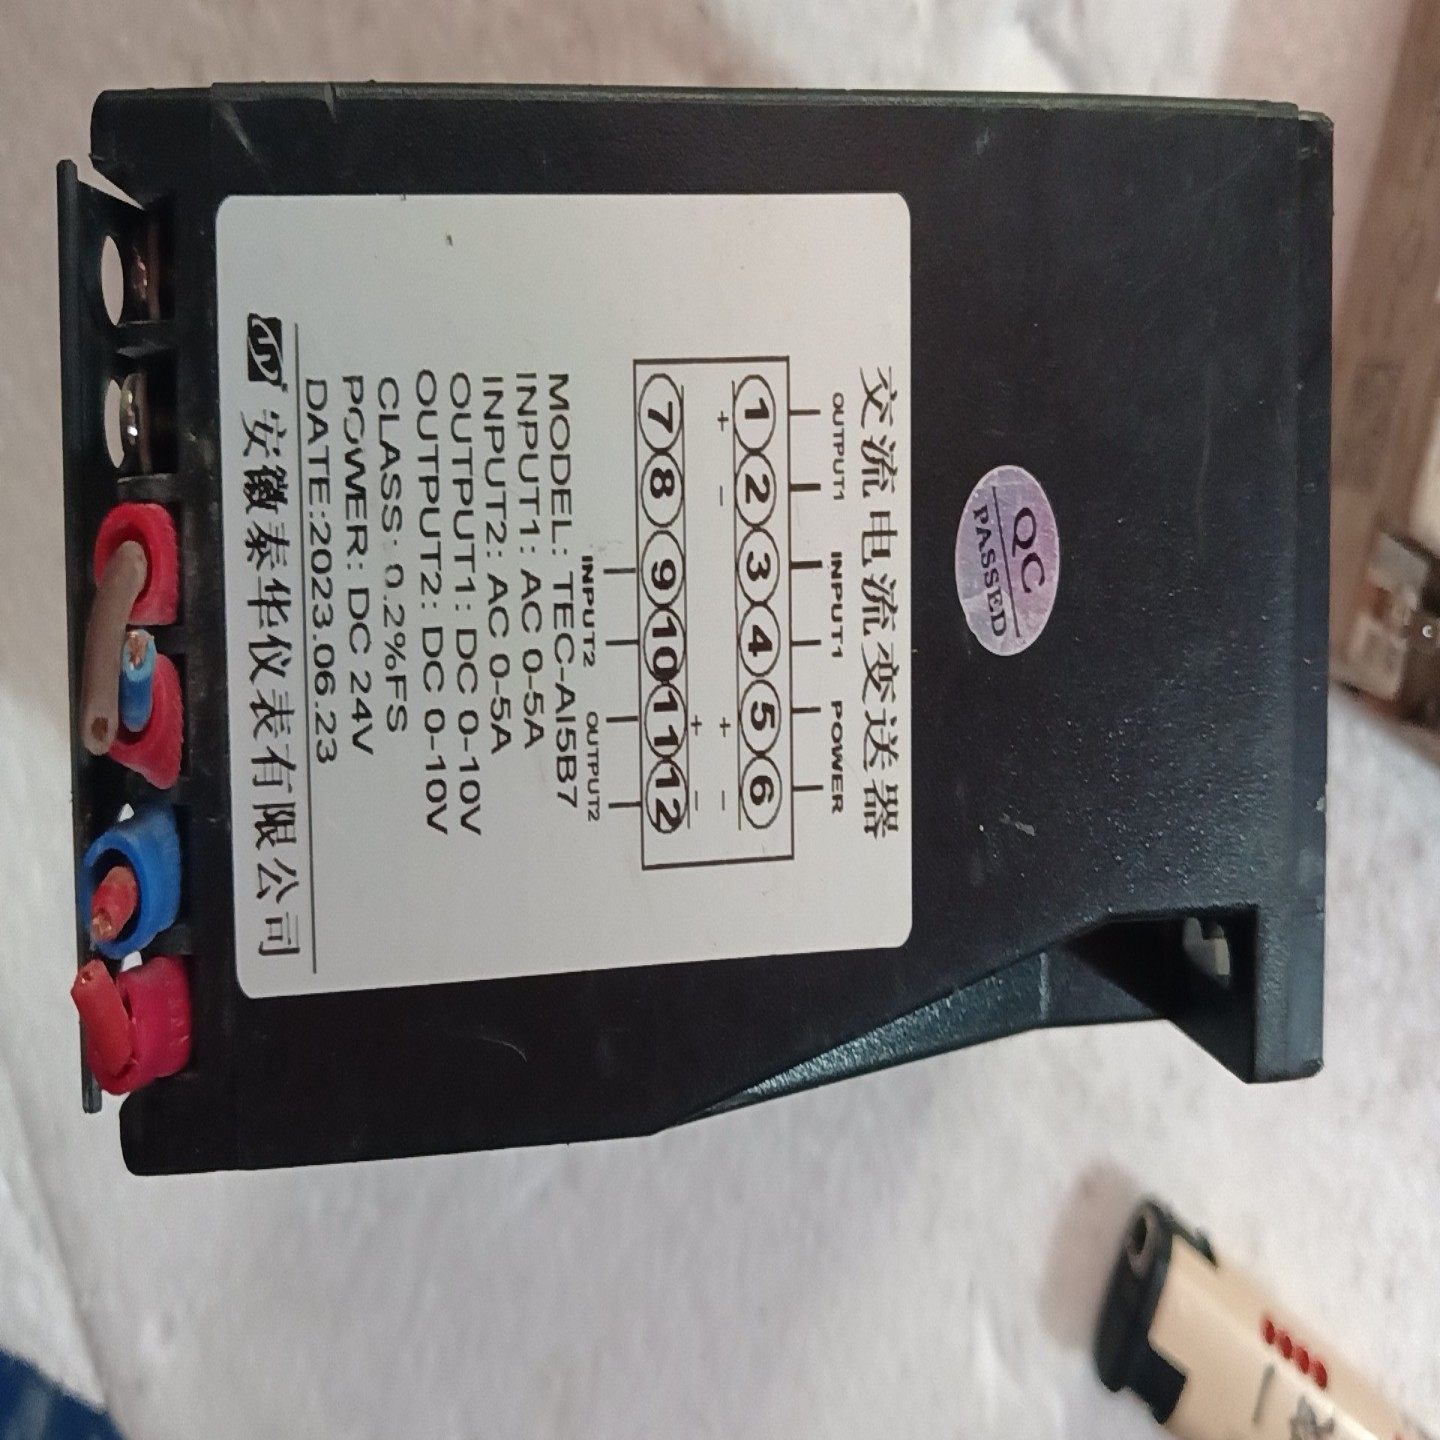 QC
PASSED
交流电流变送器
OUTPUT1 INPUT1 POWER
1 2 3 4 5 6
+ - + -
+ -
7 8 9 10 11 12
INPUT2 OUTPUT2
MODEL: TEC-AI5B7
INPUT1: AC 0-5A
INPUT2: AC 0-5A
OUTPUT1: DC 0-10V
OUTPUT2: DC 0-10V
CLASS: 0.2%FS
POWER: DC 24V
DATE:2023.06.23
安徽泰华仪表有限公司